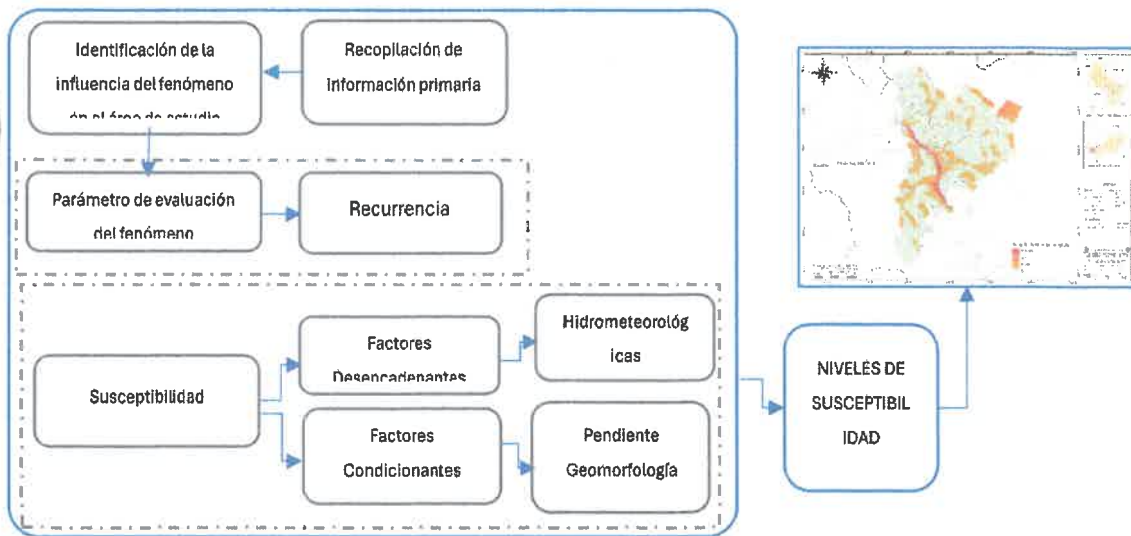 Identificación de la
influencia del fenómeno
en el área de estudio
Recopilación de
Información primaria
Parámetro de evaluación
del fenómeno
Recurrencia
Susceptibilidad
Factores
Desencadenantes
Hidrometeorológ
icas
Factores
Condicionantes
Pendiente
Geomorfología
NIVELES DE
SUSCEPTIBIL
IDAD